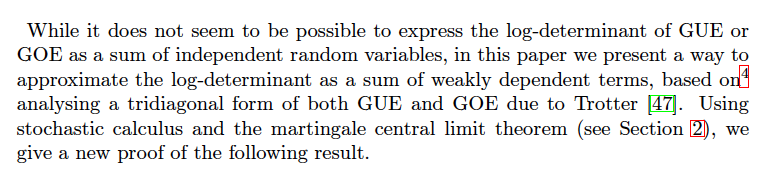 While it does not seem to be possible to express the log-determinant of GUE or
GOE as a sum of independent random variables, in this paper we present a way to
approximate the log-determinant as a sum of weakly dependent terms, based on4
analysing a tridiagonal form of both GUE and GOE due to Trotter [47]. Using
stochastic calculus and the martingale central limit theorem (see Section 2), we
give a new proof of the following result.